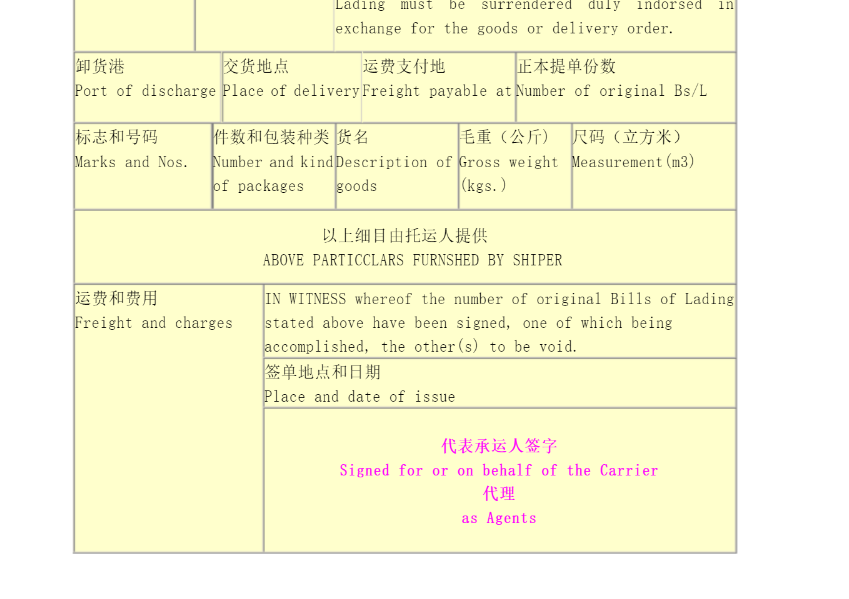 Lading must be surrendered duly indorsed in
exchange for the goods or delivery order.
卸货港
Port of discharge
交货地点
Place of delivery
运费支付地
Freight payable at
正本提单份数
Number of original Bs/L
标志和号码
Marks and Nos.
件数和包装种类
Number and kind
of packages
货名
Description of
goods
毛重（公斤）
Gross weight
(kgs.)
尺码（立方米）
Measurement(m3)
以上细目由托运人提供
ABOVE PARTICCLARS FURNSHED BY SHIPER
运费和费用
Freight and charges
IN WITNESS whereof the number of original Bills of Lading
stated above have been signed, one of which being
accomplished, the other(s) to be void.
签单地点和日期
Place and date of issue
代表承运人签字
Signed for or on behalf of the Carrier
代理
as Agents